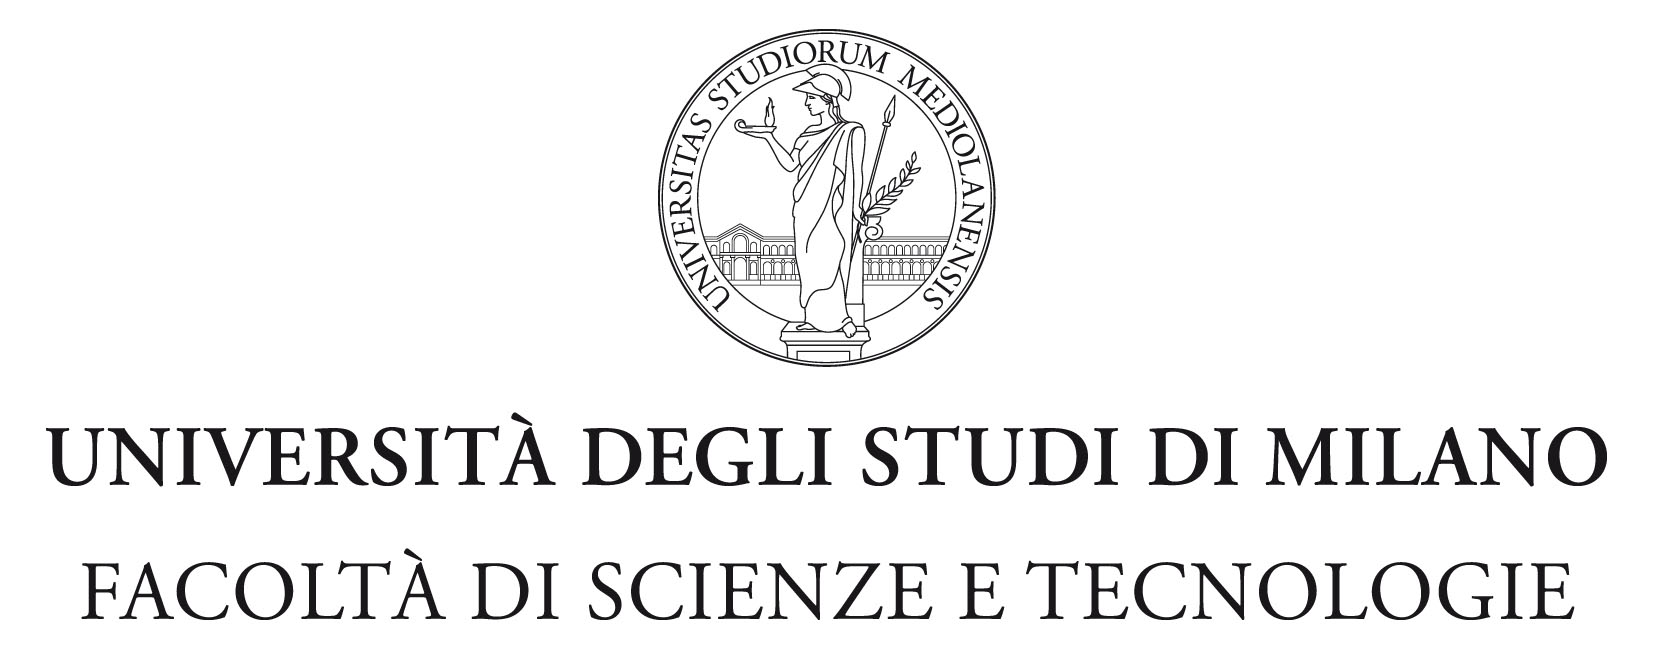 UNIVERSITAS STUDIORUM MEDIOLANENSIS
UNIVERSITÀ DEGLI STUDI DI MILANO
FACOLTÀ DI SCIENZE E TECNOLOGIE